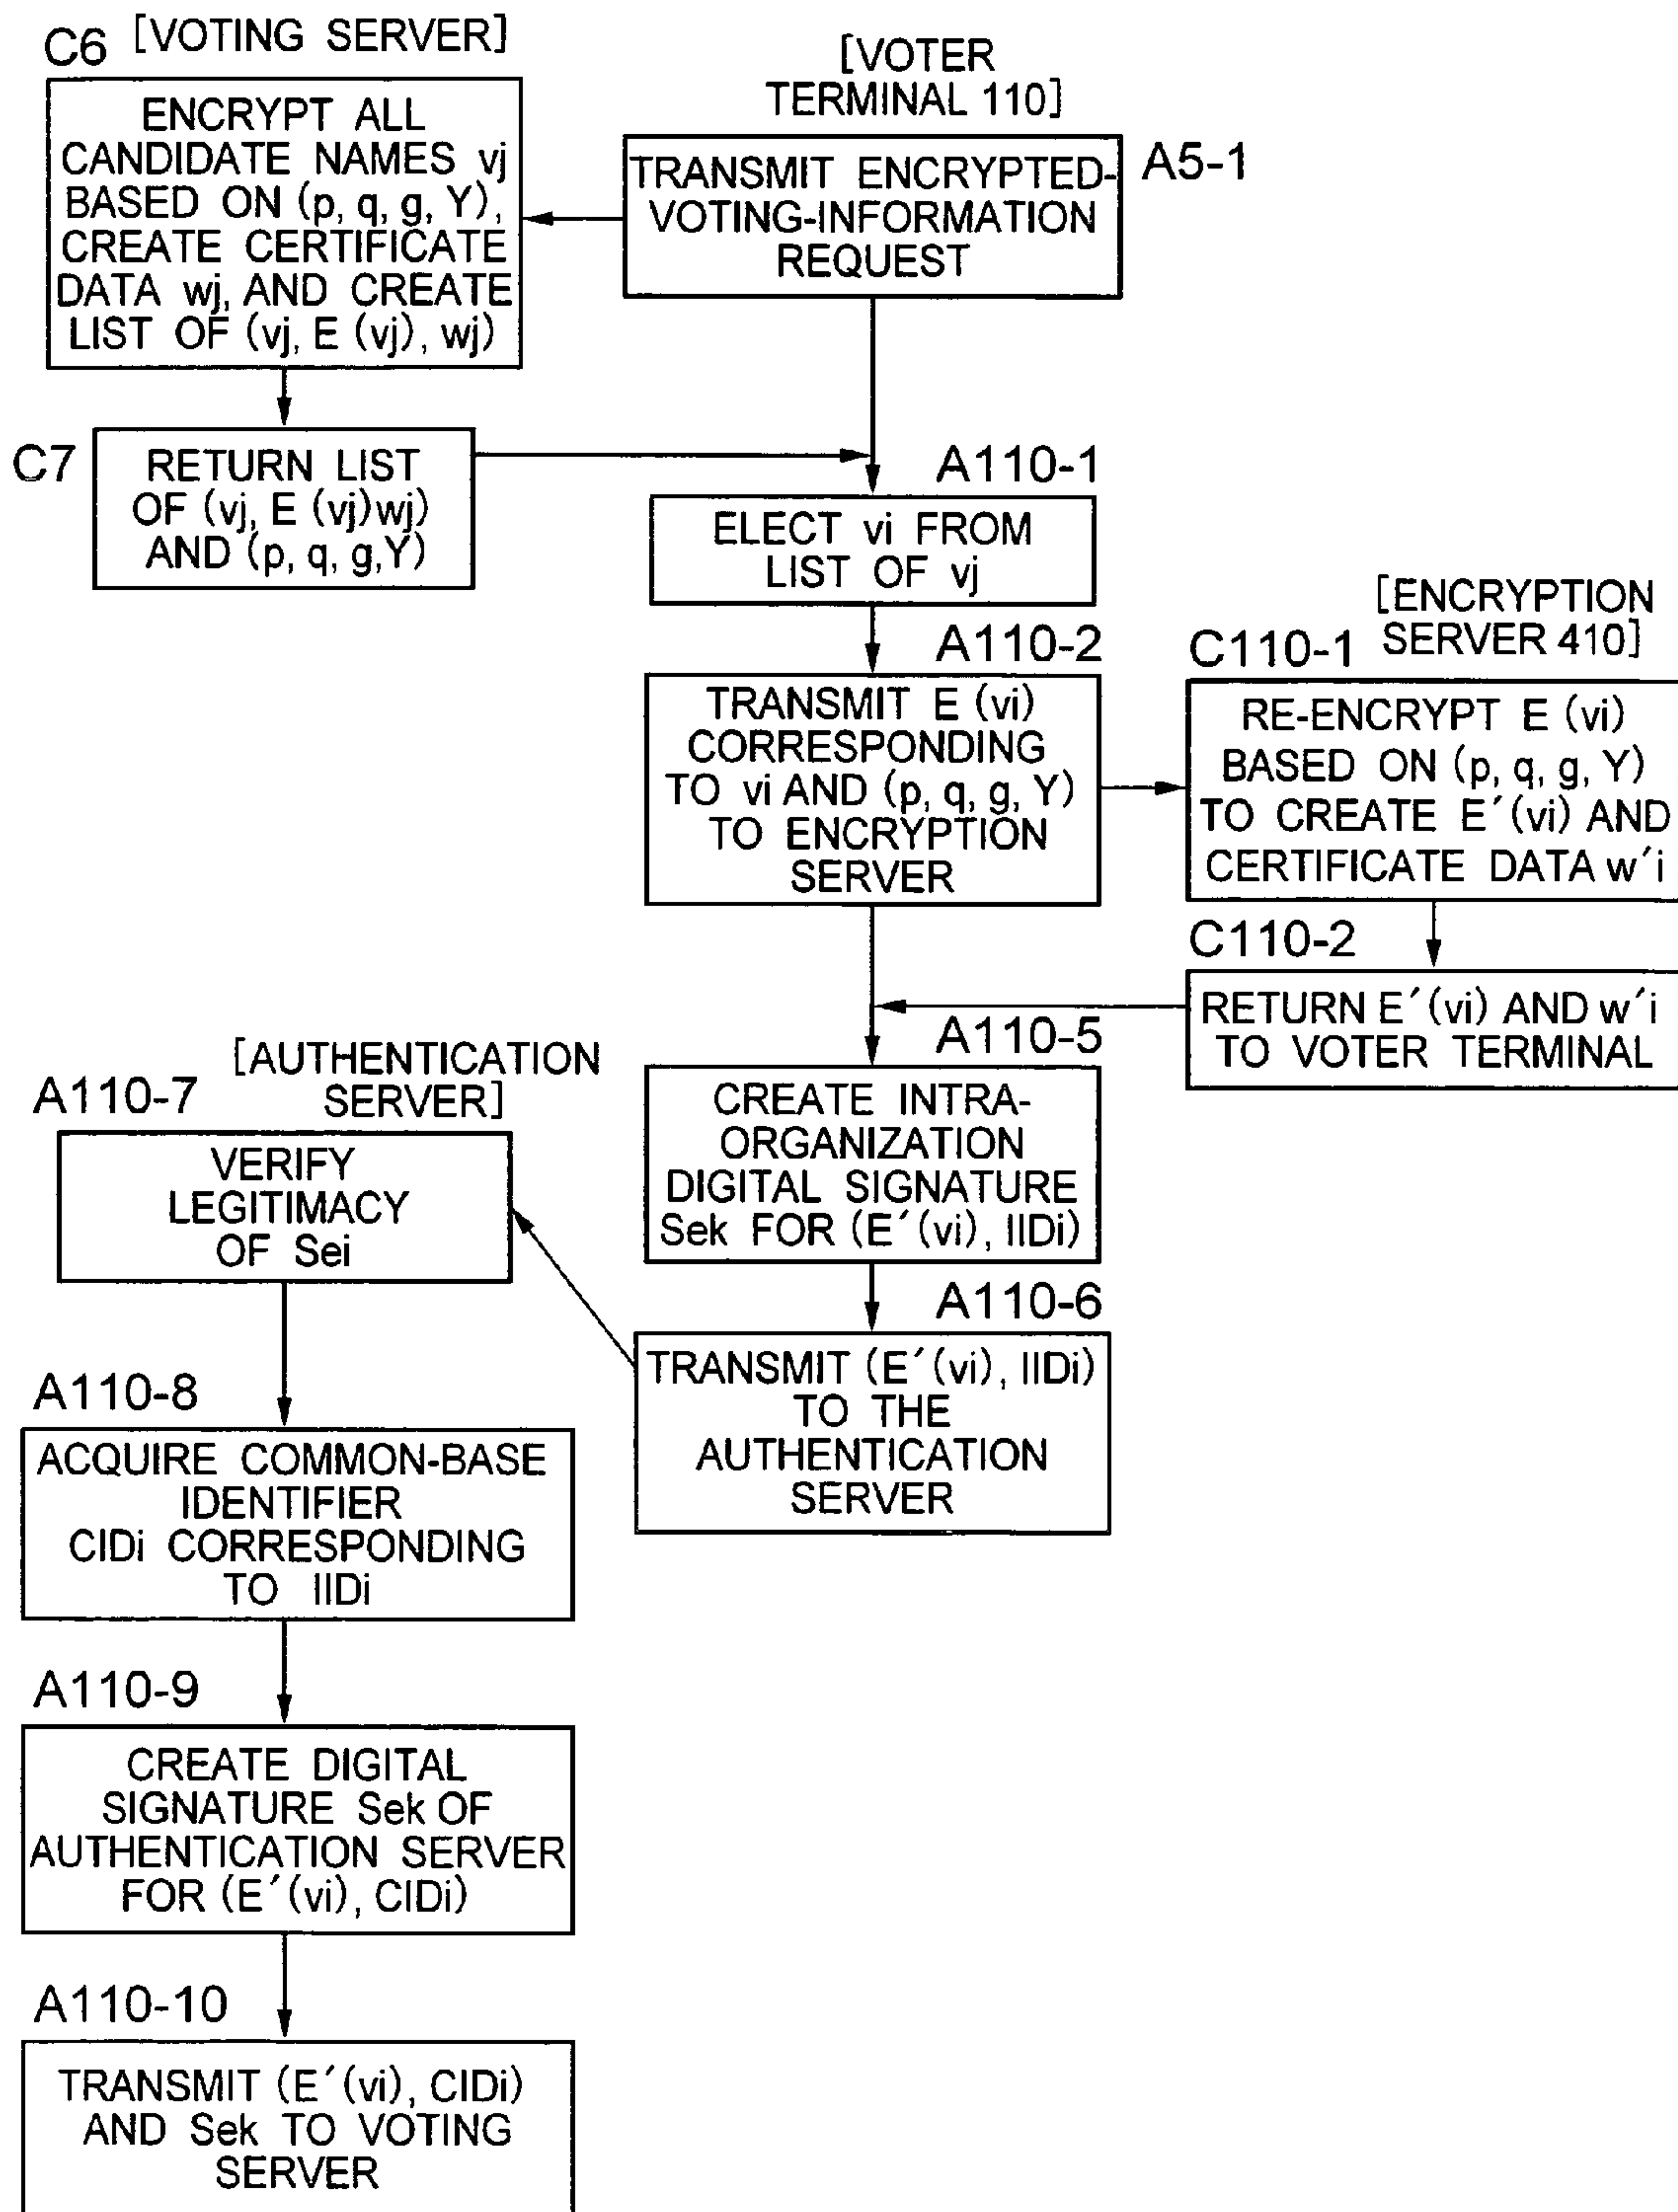 C6 [VOTING SERVER]
ENCRYPT ALL
CANDIDATE NAMES vj
BASED ON (p, q, g, Y),
CREATE CERTIFICATE
DATA wj, AND CREATE
LIST OF (vj, E (vj), wj)
[VOTER
TERMINAL 110]
TRANSMIT ENCRYPTED-
VOTING-INFORMATION
REQUEST
A5-1
C7
RETURN LIST
OF (vj, E (vj)wj)
AND (p, q, g,Y)
A110-1
ELECT vi FROM
LIST OF vj
A110-2
TRANSMIT E (vi)
CORRESPONDING
TO vi AND (p, q, g, Y)
TO ENCRYPTION
SERVER
[ENCRYPTION
SERVER 410]
C110-1
RE-ENCRYPT E (vi)
BASED ON (p, q, g, Y)
TO CREATE E´(vi) AND
CERTIFICATE DATA w´i
C110-2
RETURN E´(vi) AND w´i
TO VOTER TERMINAL
A110-5
CREATE INTRA-
ORGANIZATION
DIGITAL SIGNATURE
Sek FOR (E´(vi), IIDi)
A110-6
TRANSMIT (E´(vi), IIDi)
TO THE
AUTHENTICATION
SERVER
[AUTHENTICATION
SERVER]
A110-7
VERIFY
LEGITIMACY
OF Sei
A110-8
ACQUIRE COMMON-BASE
IDENTIFIER
CIDi CORRESPONDING
TO IIDi
A110-9
CREATE DIGITAL
SIGNATURE Sek OF
AUTHENTICATION SERVER
FOR (E´(vi), CIDi)
A110-10
TRANSMIT (E´(vi), CIDi)
AND Sek TO VOTING
SERVER